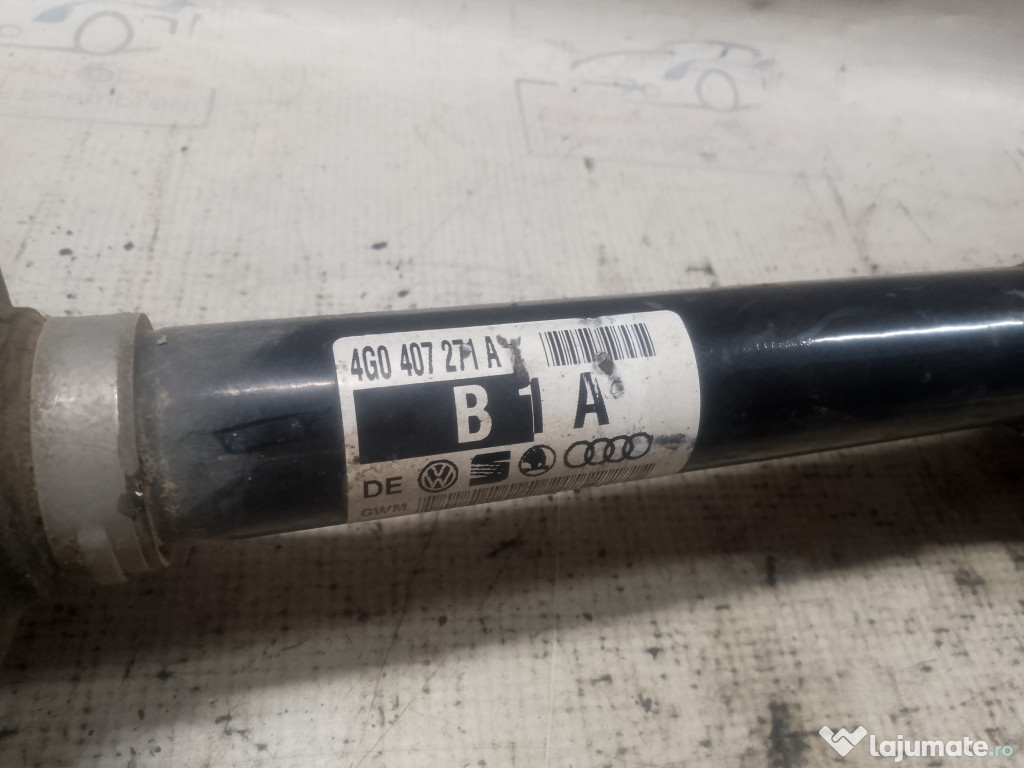 4G0 407 271 A
B 1 A
DE
GWM
lajumate.ro